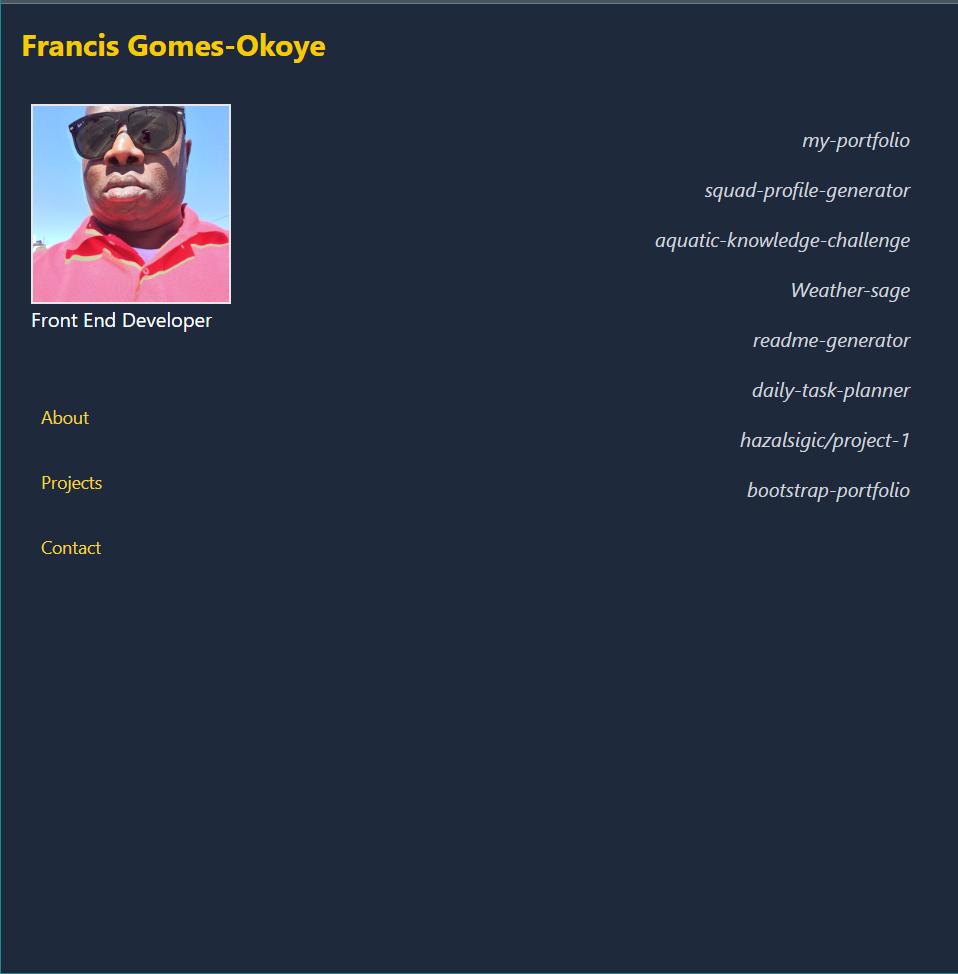 Francis Gomes-Okoye
Front End Developer
About
Projects
Contact
my-portfolio
squad-profile-generator
aquatic-knowledge-challenge
Weather-sage
readme-generator
daily-task-planner
hazalsigic/project-1
bootstrap-portfolio